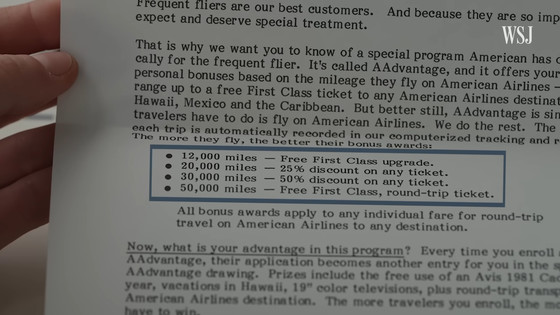 WSJ
Frequent fliers are our best customers. And because they are so imp
expect and deserve special treatment.
That is why we want you to know of a special program American has
cally for the frequent flier. It's called AAdvantage, and it offers your
personal bonuses based on the mileage they fly on American Airlines —
range up to a free First Class ticket to any American Airlines destina
Hawaii, Mexico and the Caribbean. But better still, AAdvantage is sim
travelers have to do is fly on American Airlines. We do the rest. The
each trip is automatically recorded in our computerized tracking and r
The more they fly, the better their bonus awards:
● 12,000 miles — Free First Class upgrade.
● 20,000 miles — 25% discount on any ticket.
● 30,000 miles — 50% discount on any ticket.
● 50,000 miles — Free First Class, round-trip ticket.
All bonus awards apply to any individual fare for round-trip
travel on American Airlines to any destination.
Now, what is your advantage in this program? Every time you enroll
AAdvantage, their application becomes another entry for you in the s
AAdvantage drawing. Prizes include the free use of an Avis 1981 Cad
year, vacations in Hawaii, 19" color televisions, plus round-trip transp
American Airlines destination. The more travelers you enroll, the mo
have to win.